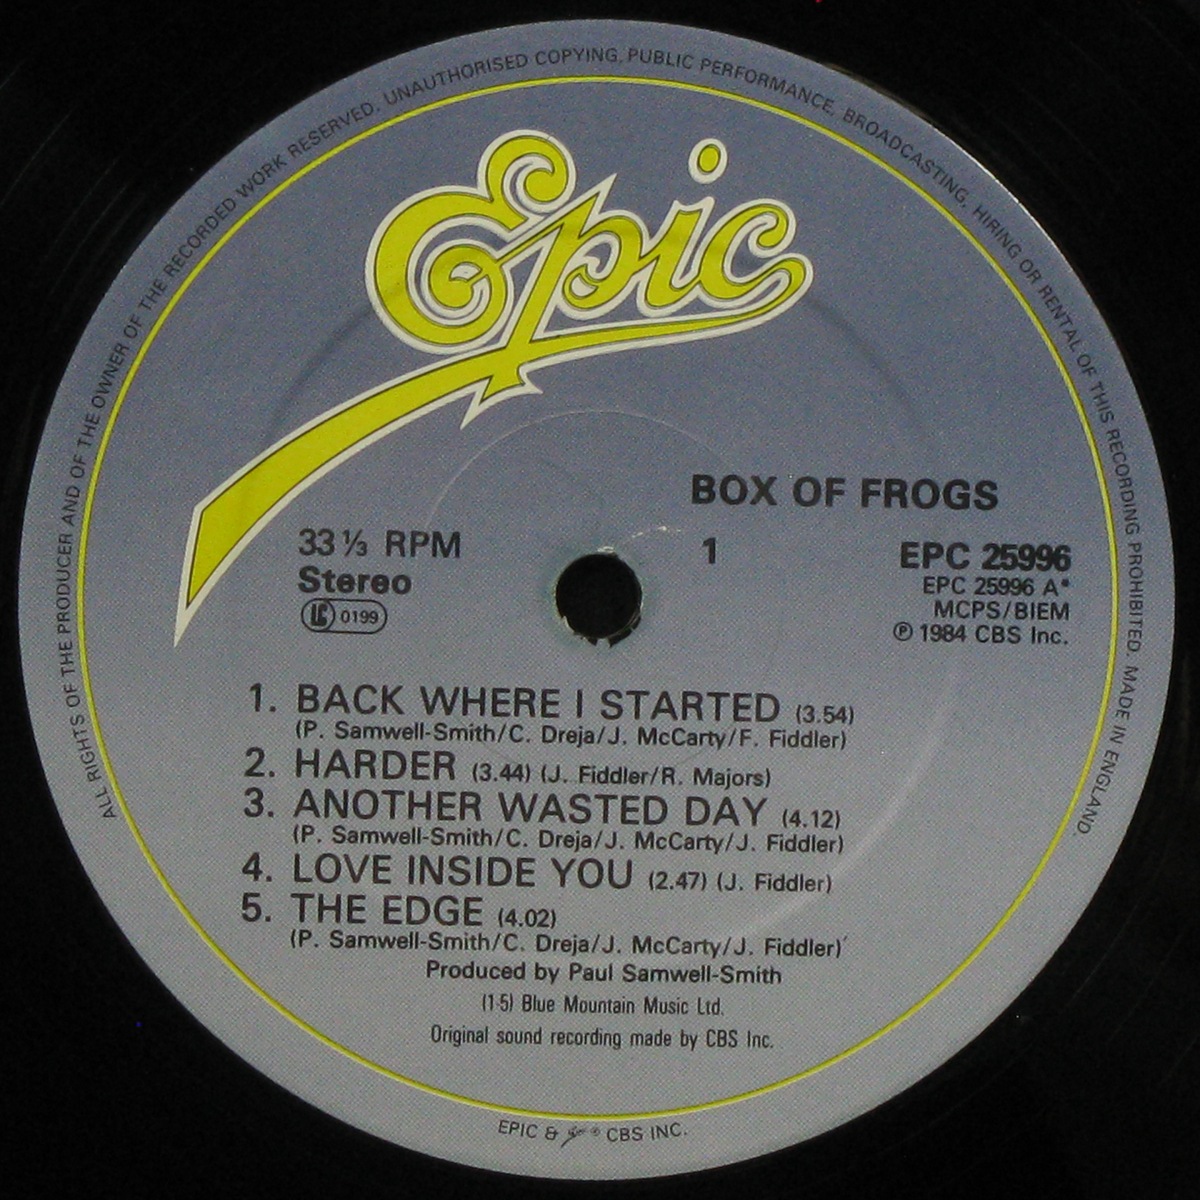 ALL RIGHTS OF THE PRODUCER AND OF THE OWNER OF THE RECORDED WORK RESERVED. UNAUTHORISED COPYING, PUBLIC PERFORMANCE, BROADCASTING, HIRING OR RENTAL OF THIS RECORDING PROHIBITED. MADE IN ENGLAND.
Epic
BOX OF FROGS
33⅓ RPM
Stereo
LC 0199
1
EPC 25996
EPC 25996 A*
MCPS/BIEM
℗ 1984 CBS Inc.
1. BACK WHERE I STARTED (3.54)
(P. Samwell-Smith/C. Dreja/J. McCarty/F. Fiddler)
2. HARDER (3.44) (J. Fiddler/R. Majors)
3. ANOTHER WASTED DAY (4.12)
(P. Samwell-Smith/C. Dreja/J. McCarty/J. Fiddler)
4. LOVE INSIDE YOU (2.47) (J. Fiddler)
5. THE EDGE (4.02)
(P. Samwell-Smith/C. Dreja/J. McCarty/J. Fiddler)
Produced by Paul Samwell-Smith
(1-5) Blue Mountain Music Ltd.
Original sound recording made by CBS Inc.
EPIC & CBS INC.